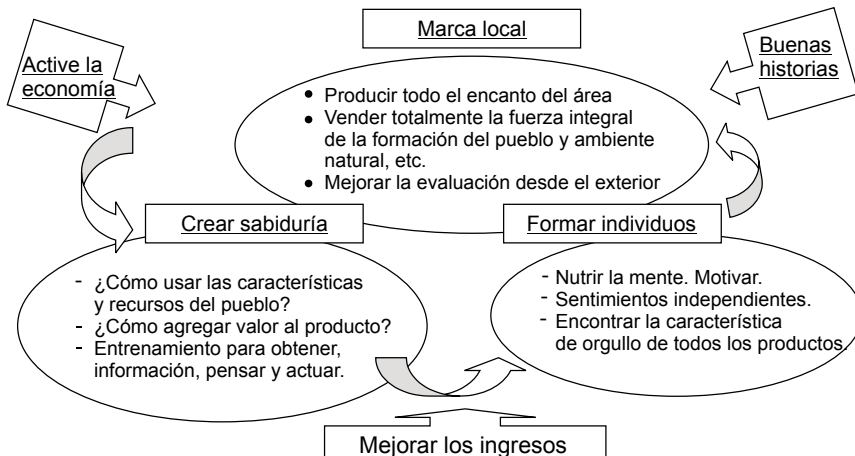 Marca local
Active la
economía
Buenas
historias
• Producir todo el encanto del área
• Vender totalmente la fuerza integral
de la formación del pueblo y ambiente
natural, etc.
• Mejorar la evaluación desde el exterior
Crear sabiduría
Formar individuos
- ¿Cómo usar las características
y recursos del pueblo?
- ¿Cómo agregar valor al producto?
- Entrenamiento para obtener,
información, pensar y actuar.
- Nutrir la mente. Motivar.
- Sentimientos independientes.
- Encontrar la característica
de orgullo de todos los productos.
Mejorar los ingresos